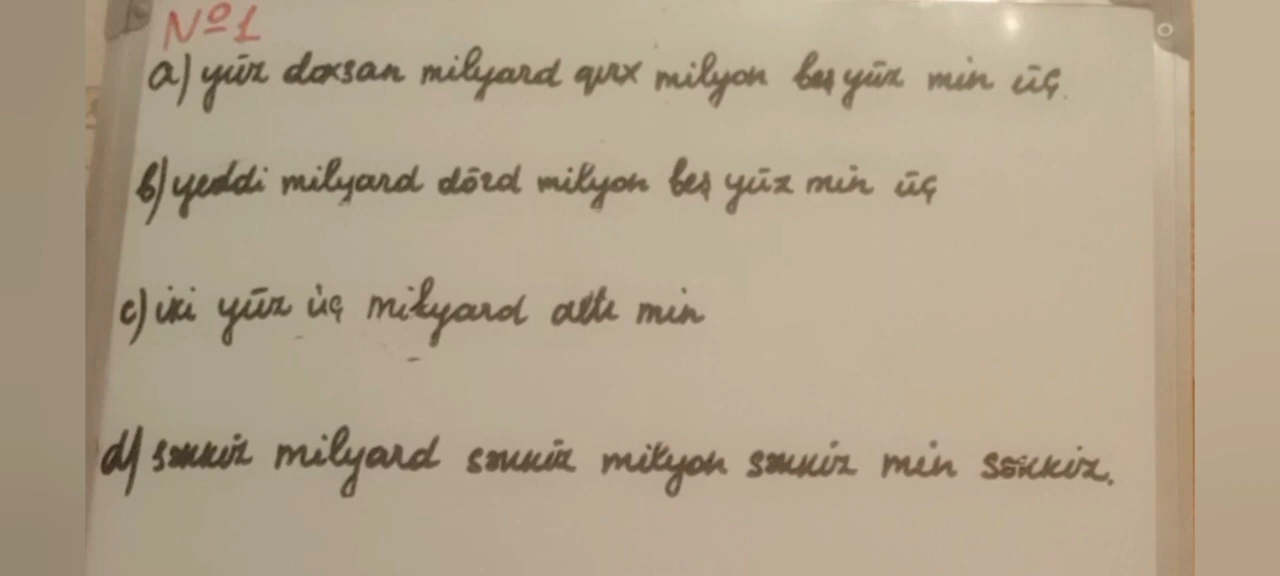 №1
a) yüz doxsan milyard qırx milyon beş yüz min üç.
b) yeddi milyard dörd milyon beş yüz min üç
c) iki yüz üç milyard altı min
d) səkkiz milyard səkkiz milyon səkkiz min səkkiz.